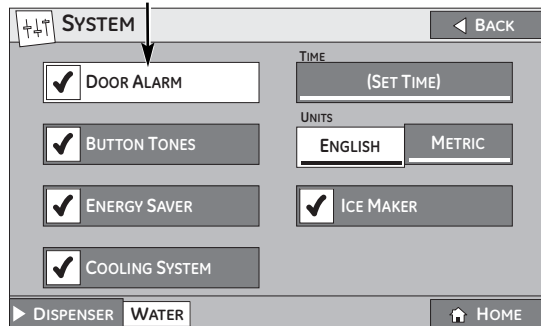 SYSTEM
BACK
DOOR ALARM
TIME
(SET TIME)
BUTTON TONES
UNITS
ENGLISH METRIC
ENERGY SAVER
ICE MAKER
COOLING SYSTEM
DISPENSER WATER
HOME